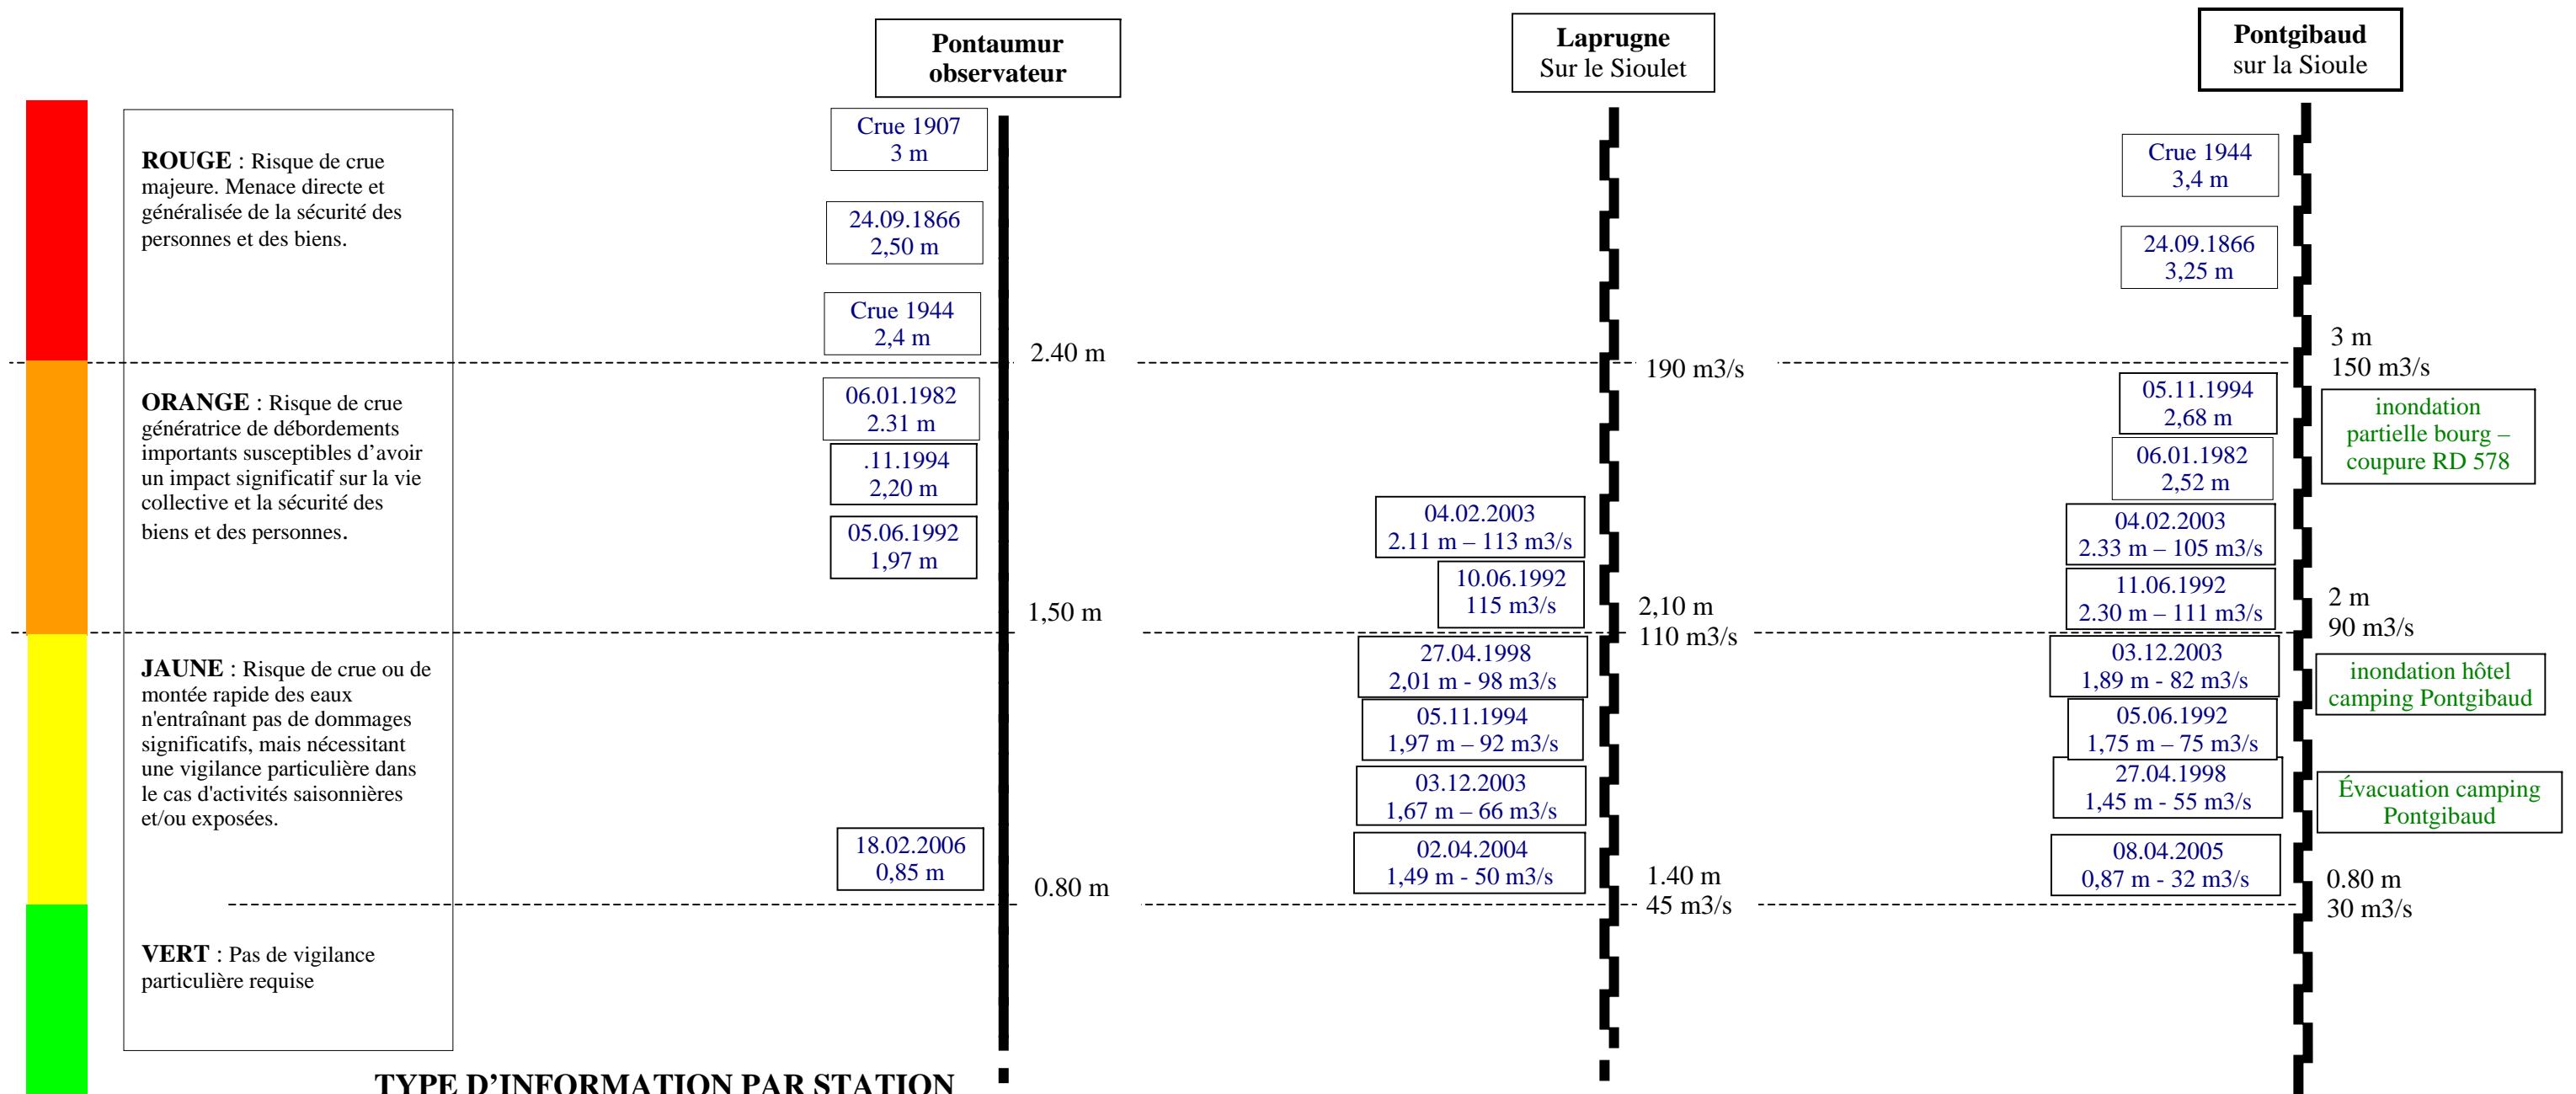 Pontaumur
observateur
Laprugne
Sur le Sioulet
Pontgibaud
sur la Sioule
ROUGE : Risque de crue
majeure. Menace directe et
généralisée de la sécurité des
personnes et des biens.
ORANGE : Risque de crue
génératrice de débordements
importants susceptibles d’avoir
un impact significatif sur la vie
collective et la sécurité des
biens et des personnes.
JAUNE : Risque de crue ou de
montée rapide des eaux
n'entraînant pas de dommages
significatifs, mais nécessitant
une vigilance particulière dans
le cas d'activités saisonnières
et/ou exposées.
VERT : Pas de vigilance
particulière requise
Crue 1907
3 m
24.09.1866
2,50 m
Crue 1944
2,4 m
2.40 m
06.01.1982
2.31 m
.11.1994
2,20 m
05.06.1992
1,97 m
1,50 m
18.02.2006
0,85 m
0.80 m
190 m3/s
04.02.2003
2.11 m – 113 m3/s
10.06.1992
115 m3/s
2,10 m
110 m3/s
27.04.1998
2,01 m - 98 m3/s
05.11.1994
1,97 m – 92 m3/s
03.12.2003
1,67 m – 66 m3/s
02.04.2004
1,49 m - 50 m3/s
1.40 m
45 m3/s
Crue 1944
3,4 m
24.09.1866
3,25 m
3 m
150 m3/s
05.11.1994
2,68 m
inondation
partielle bourg –
coupure RD 578
06.01.1982
2,52 m
04.02.2003
2.33 m – 105 m3/s
11.06.1992
2.30 m – 111 m3/s
2 m
90 m3/s
03.12.2003
1,89 m - 82 m3/s
inondation hôtel
camping Pontgibaud
05.06.1992
1,75 m – 75 m3/s
27.04.1998
1,45 m - 55 m3/s
Évacuation camping
Pontgibaud
08.04.2005
0,87 m - 32 m3/s
0.80 m
30 m3/s
TYPE D’INFORMATION PAR STATION